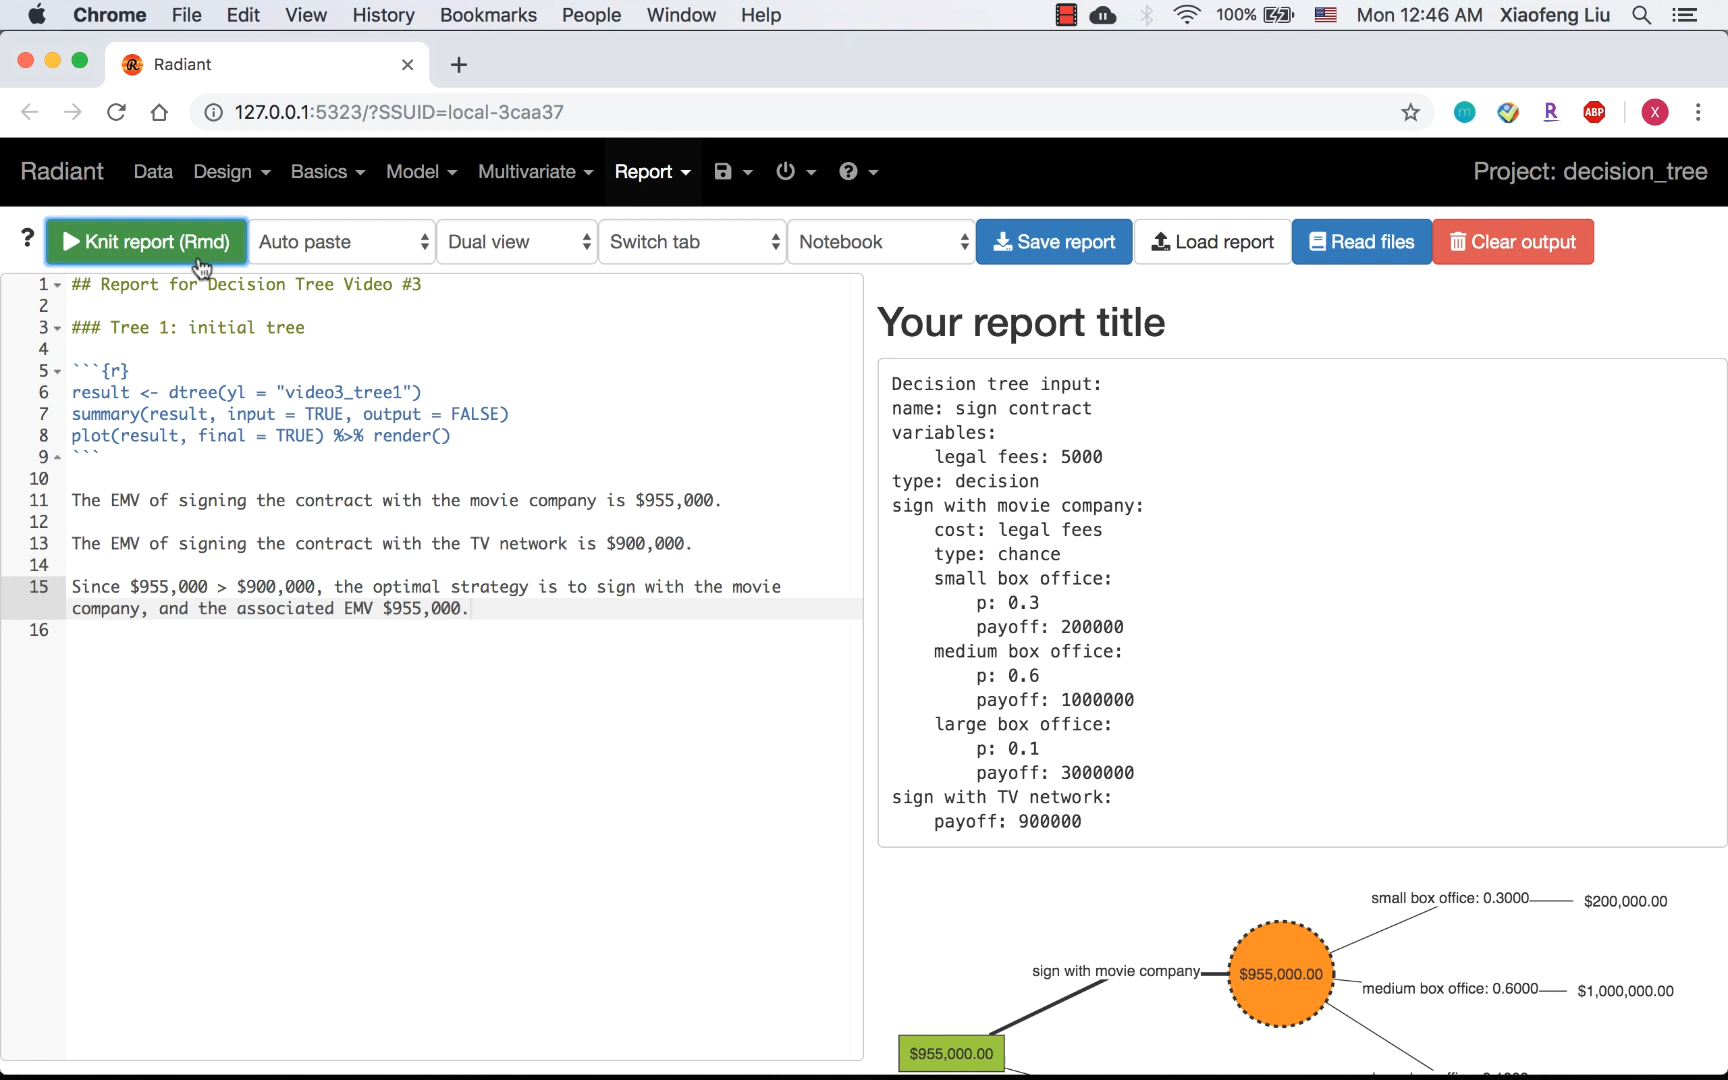 Chrome File Edit View History Bookmarks People Window Help 100% Mon 12:46 AM Xiaofeng Liu
Radiant
127.0.0.1:5323/?SSUID=local-3caa37
ABP
X
Radiant Data Design Basics Model Multivariate Report Project: decision_tree
? Knit report (Rmd) Auto paste Dual view Switch tab Notebook Save report Load report Read files Clear output
1 ## Report for Decision Tree Video #3
2
3 ### Tree 1: initial tree
4
5 ```{r}
6 result <- dtree(yl = "video3_tree1")
7 summary(result, input = TRUE, output = FALSE)
8 plot(result, final = TRUE) %>% render()
9 ```
10
11 The EMV of signing the contract with the movie company is $955,000.
12
13 The EMV of signing the contract with the TV network is $900,000.
14
15 Since $955,000 > $900,000, the optimal strategy is to sign with the movie
company, and the associated EMV $955,000.
16
Your report title
Decision tree input:
name: sign contract
variables:
legal fees: 5000
type: decision
sign with movie company:
cost: legal fees
type: chance
small box office:
p: 0.3
payoff: 200000
medium box office:
p: 0.6
payoff: 1000000
large box office:
p: 0.1
payoff: 3000000
sign with TV network:
payoff: 900000
small box office: 0.3000 $200,000.00
sign with movie company $955,000.00
medium box office: 0.6000 $1,000,000.00
$955,000.00